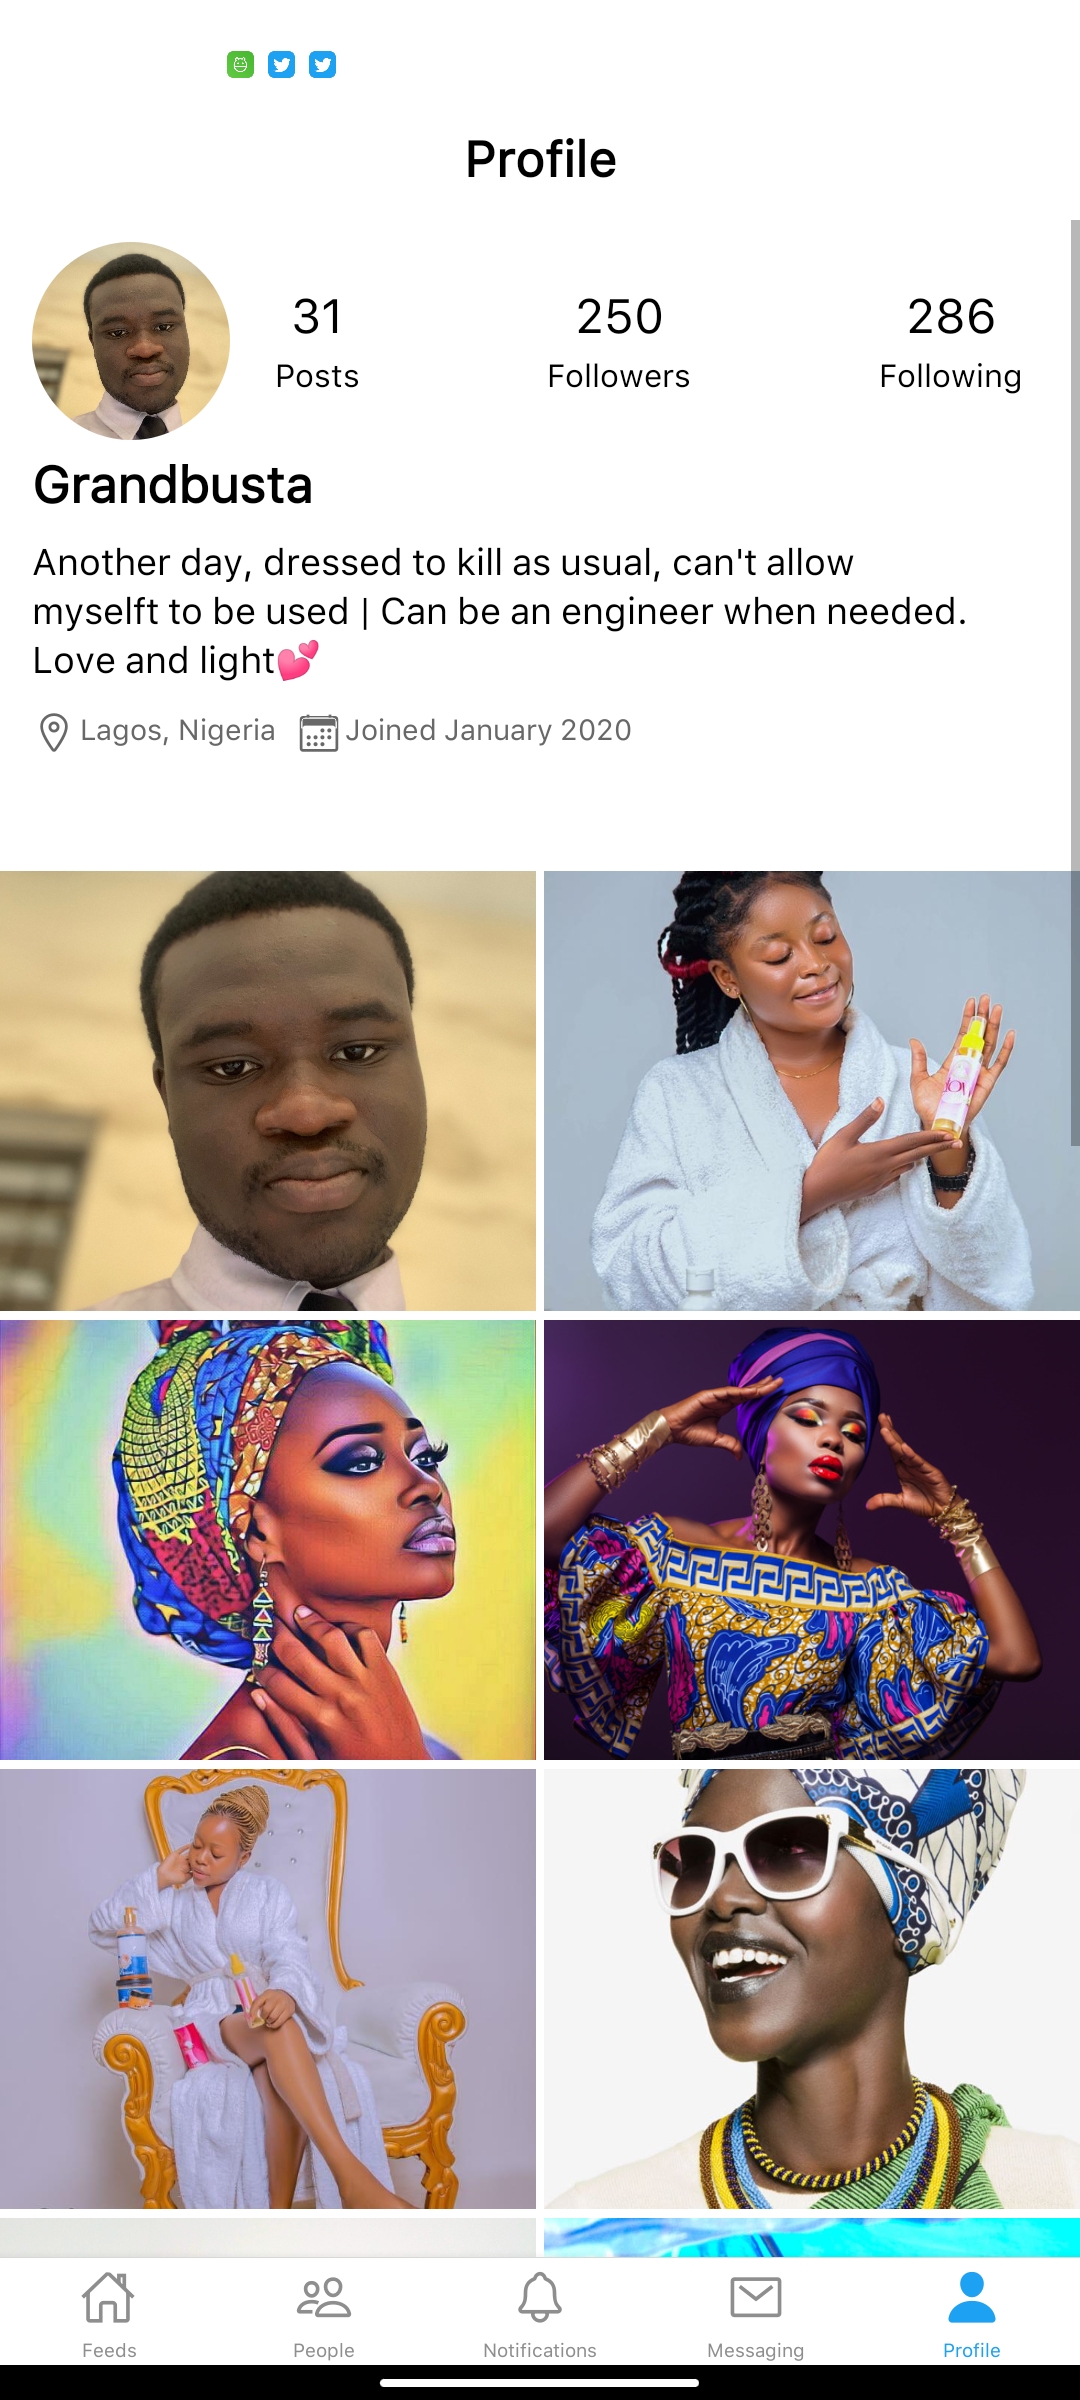 Profile
31
250
286
Posts
Followers
Following
Grandbusta
Another day, dressed to kill as usual, can't allow
myselft to be used | Can be an engineer when needed.
Love and light💕
Lagos, Nigeria Joined January 2020
Feeds
People
Notifications
Messaging
Profile